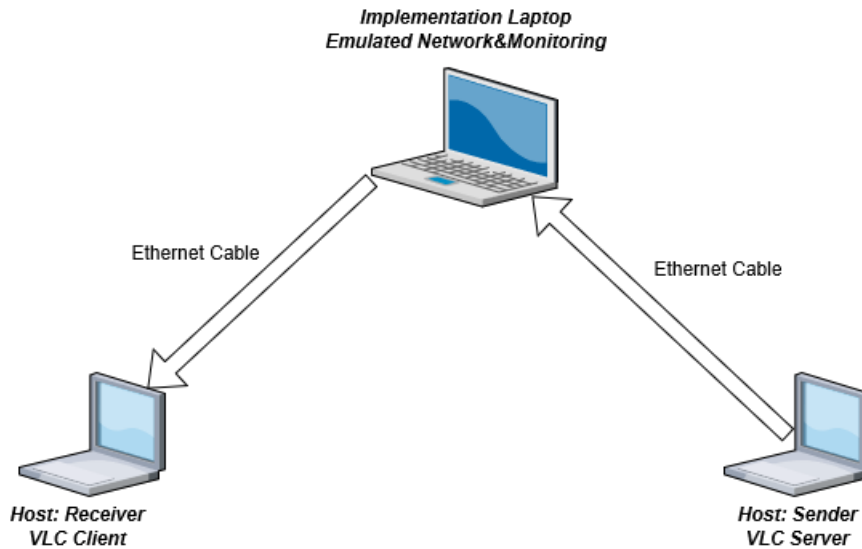 Implementation Laptop
Emulated Network&Monitoring
Ethernet Cable
Ethernet Cable
Host: Receiver
VLC Client
Host: Sender
VLC Server